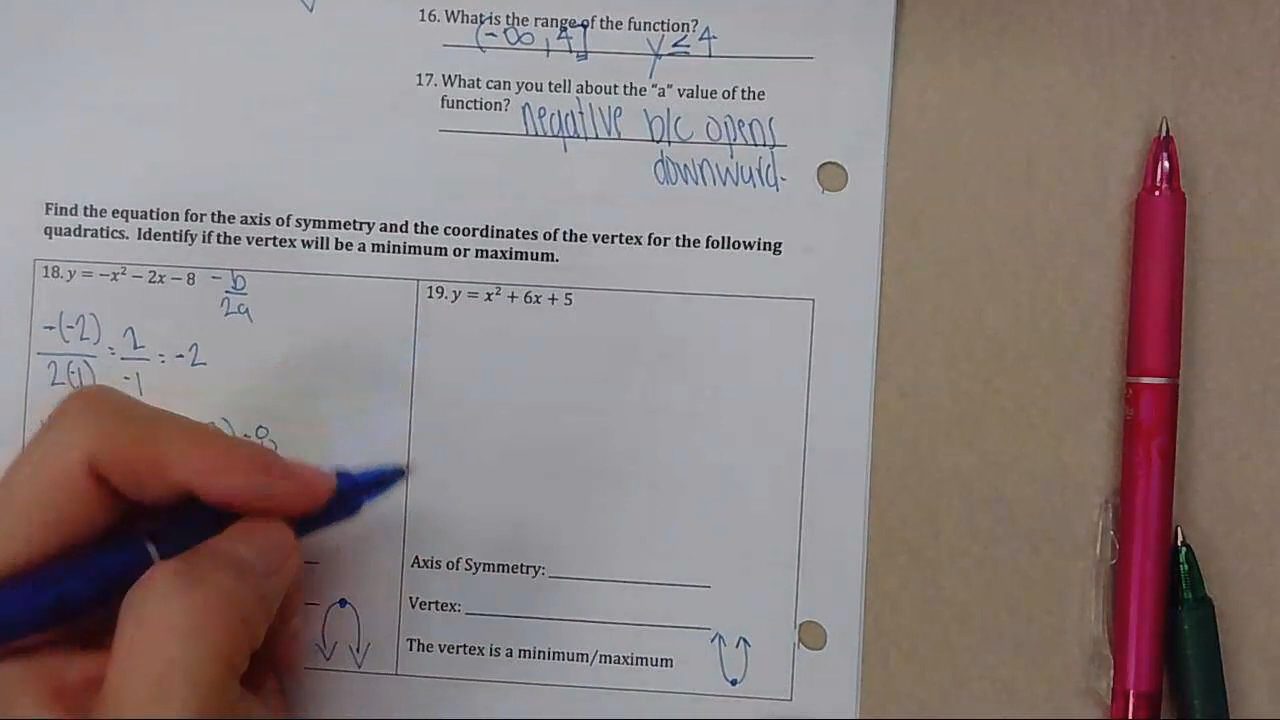 16. What is the range of the function?
(-∞, 4]   y ≤ 4
17. What can you tell about the "a" value of the
function? negative b/c opens
downward.
Find the equation for the axis of symmetry and the coordinates of the vertex for the following
quadratics. Identify if the vertex will be a minimum or maximum.
18. y = −x² − 2x − 8   -b
2a
19. y = x² + 6x + 5
-(-2)
2(-1)
= 2
-1
= -2
) -8
Axis of Symmetry:
Vertex:
The vertex is a minimum/maximum